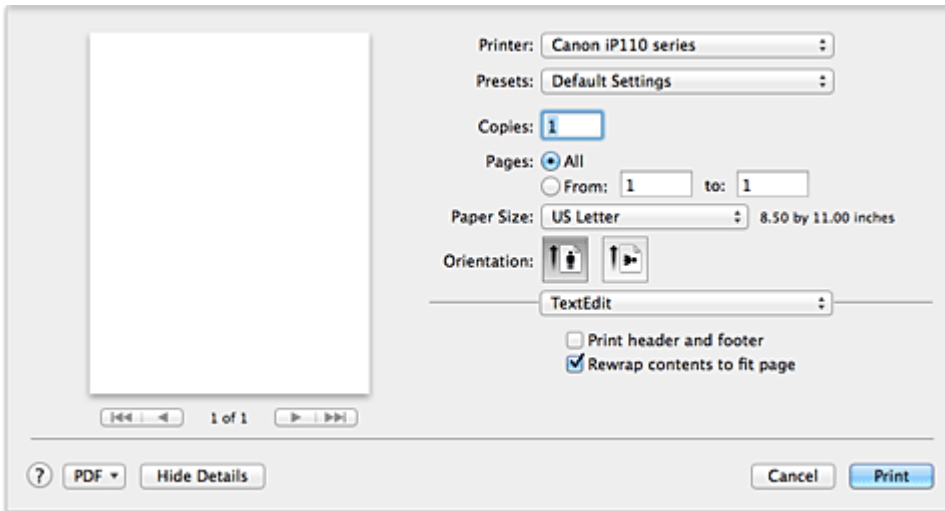 Printer: Canon iP110 series
Presets: Default Settings
Copies: 1
Pages: All
From: 1 to: 1
Paper Size: US Letter 8.50 by 11.00 inches
Orientation:
TextEdit
Print header and footer
Rewrap contents to fit page
1 of 1
? PDF Hide Details Cancel Print